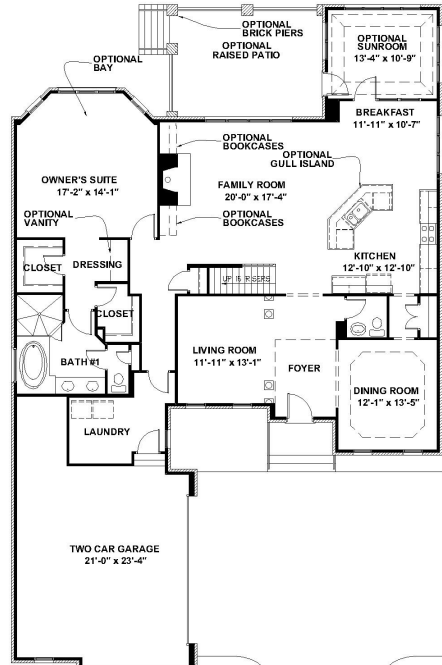 OPTIONAL
BRICK PIERS
OPTIONAL
RAISED PATIO
OPTIONAL
SUNROOM
13'-4" x 10'-9"
OPTIONAL
BAY
BREAKFAST
11'-11" x 10'-7"
OPTIONAL
BOOKCASES
OPTIONAL
GULL ISLAND
OWNER'S SUITE
17'-2" x 14'-1"
FAMILY ROOM
20'-0" x 17'-4"
OPTIONAL
VANITY
OPTIONAL
BOOKCASES
CLOSET
DRESSING
KITCHEN
12'-10" x 12'-10"
CLOSET
LIVING ROOM
11'-11" x 13'-1"
BATH #1
FOYER
DINING ROOM
12'-1" x 13'-5"
LAUNDRY
TWO CAR GARAGE
21'-0" x 23'-4"